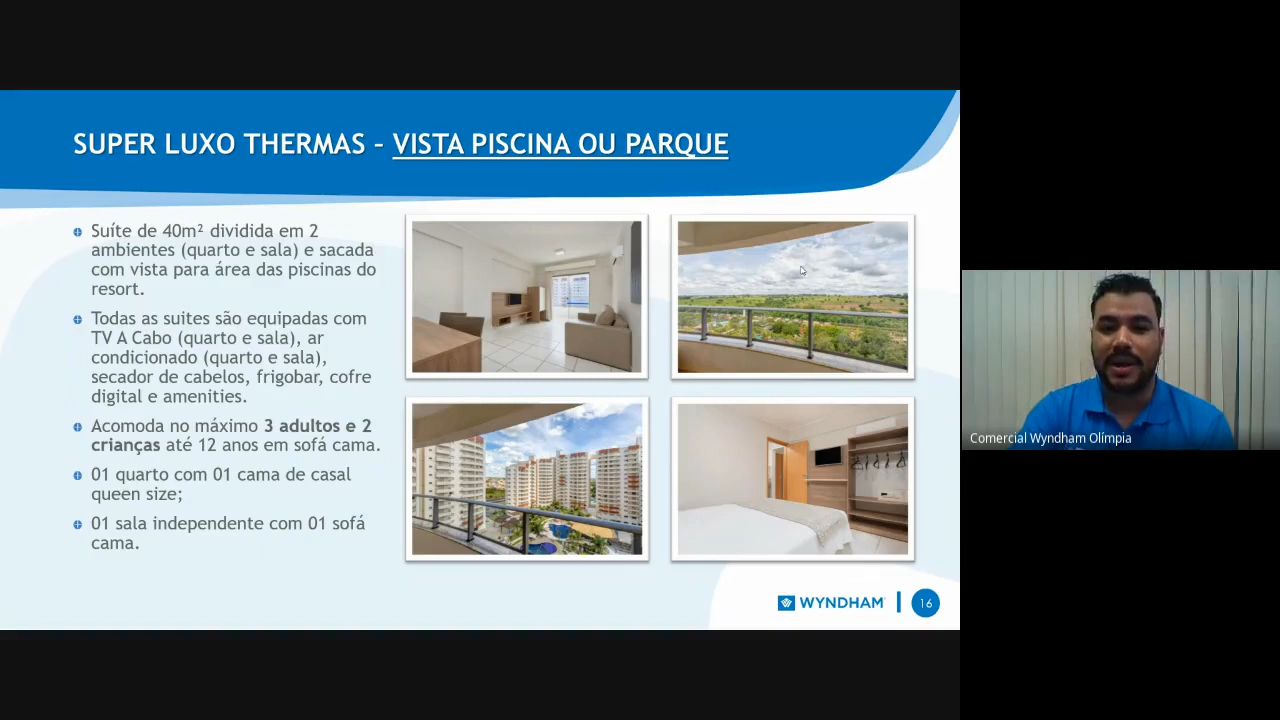 SUPER LUXO THERMAS – VISTA PISCINA OU PARQUE
Suíte de 40m² dividida em 2
ambientes (quarto e sala) e sacada
com vista para área das piscinas do
resort.
Todas as suites são equipadas com
TV A Cabo (quarto e sala), ar
condicionado (quarto e sala),
secador de cabelos, frigobar, cofre
digital e amenities.
Acomoda no máximo 3 adultos e 2
crianças até 12 anos em sofá cama.
01 quarto com 01 cama de casal
queen size;
01 sala independente com 01 sofá
cama.
WYNDHAM
16
Comercial Wyndham Olímpia